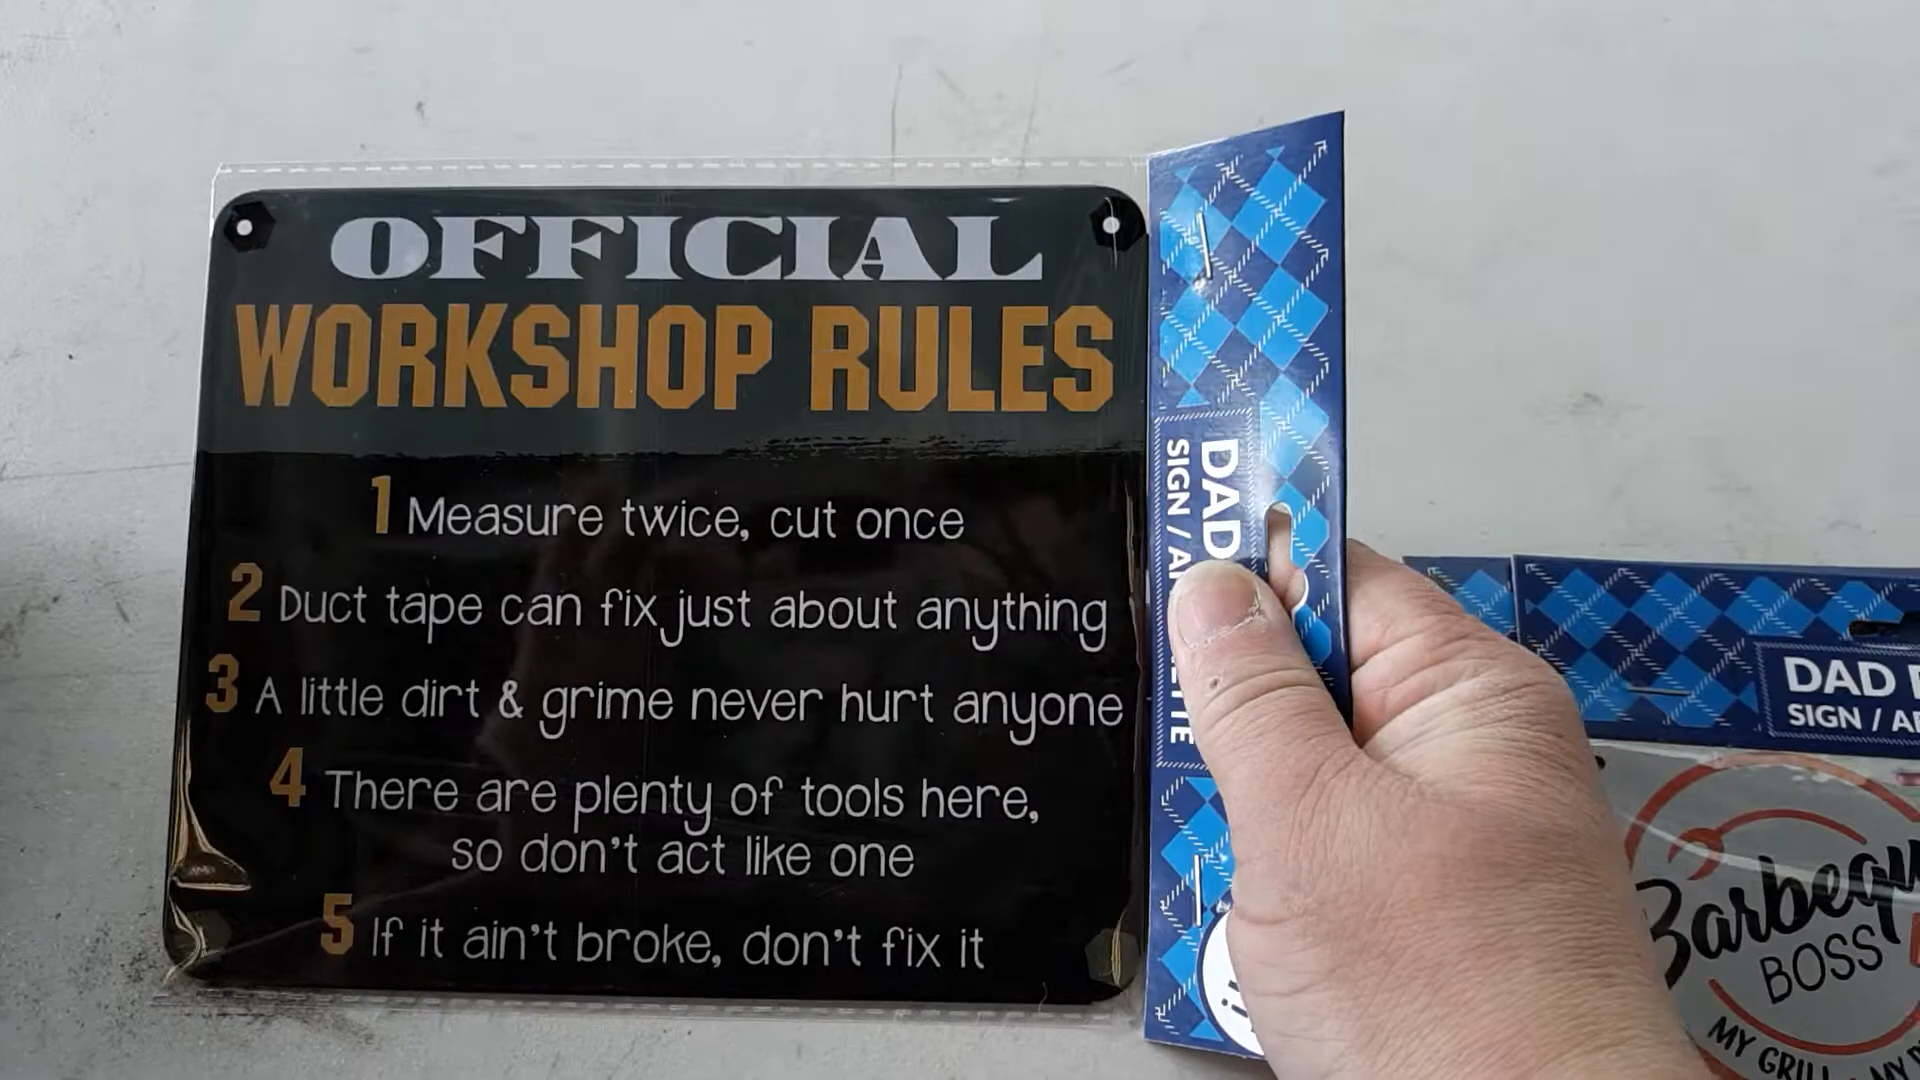 OFFICIAL
WORKSHOP RULES
1 Measure twice, cut once
2 Duct tape can fix just about anything
3 A little dirt & grime never hurt anyone
4 There are plenty of tools here,
so don't act like one
5 If it ain't broke, don't fix it
DAD
SIGN /
DAD
SIGN /
Barbequ
BOSS
MY GRILL
MY